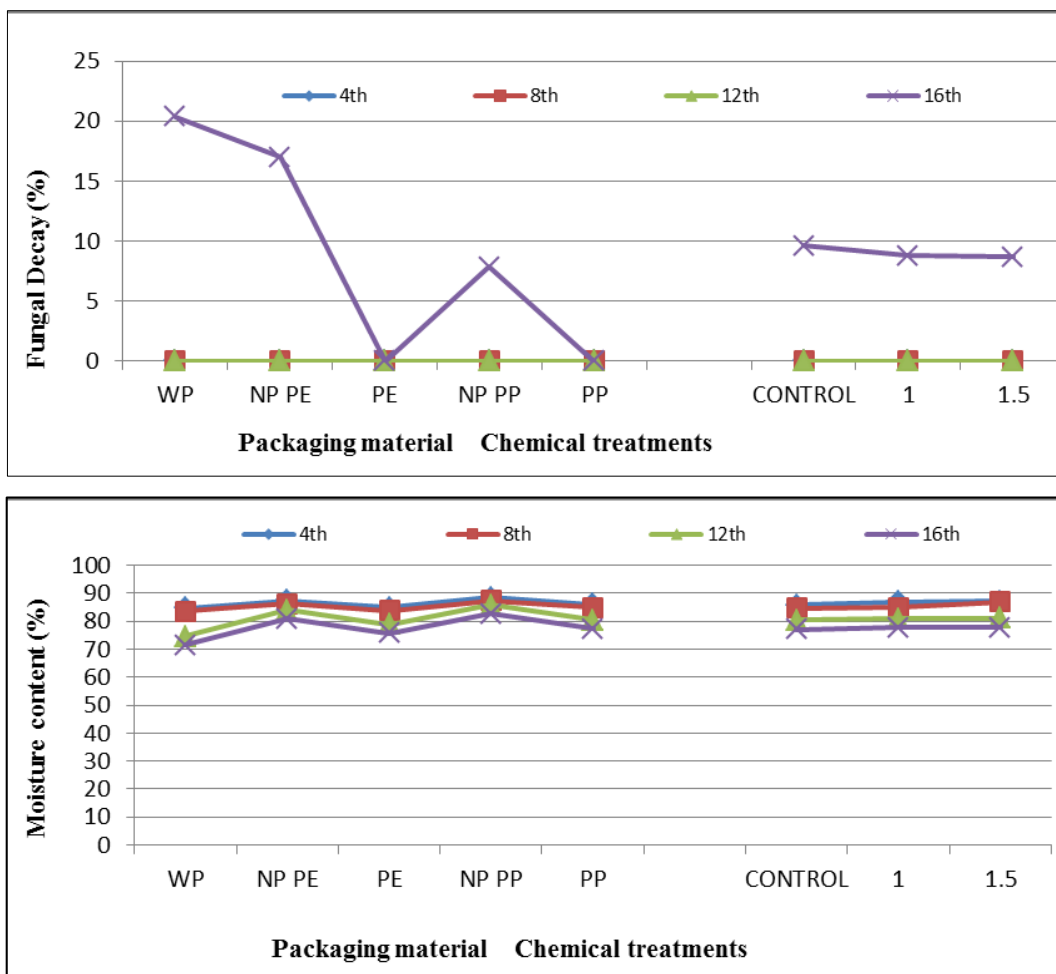 4th 8th 12th 16th
Fungal Decay (%)
25
20
15
10
5
0
WP NP PE PE NP PP PP CONTROL 1 1.5
Packaging material Chemical treatments
4th 8th 12th 16th
Moisture content (%)
100
90
80
70
60
50
40
30
20
10
0
WP NP PE PE NP PP PP CONTROL 1 1.5
Packaging material Chemical treatments